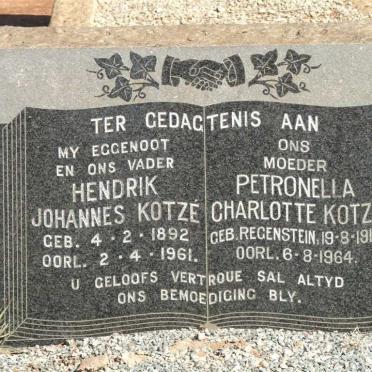 TER GEDAGTENIS AAN
MY EGGENOOT
EN ONS VADER
HENDRIK
JOHANNES KOTZÉ
GEB. 4-2-1892
OORL. 2-4-1961.
ONS
MOEDER
PETRONELLA
CHARLOTTE KOTZ
GEB. REGENSTEIN, 19-8-191
OORL. 6-8-1964.
U GELOOFS VERTROUE SAL ALTYD
ONS BEMOEDIGING BLY.